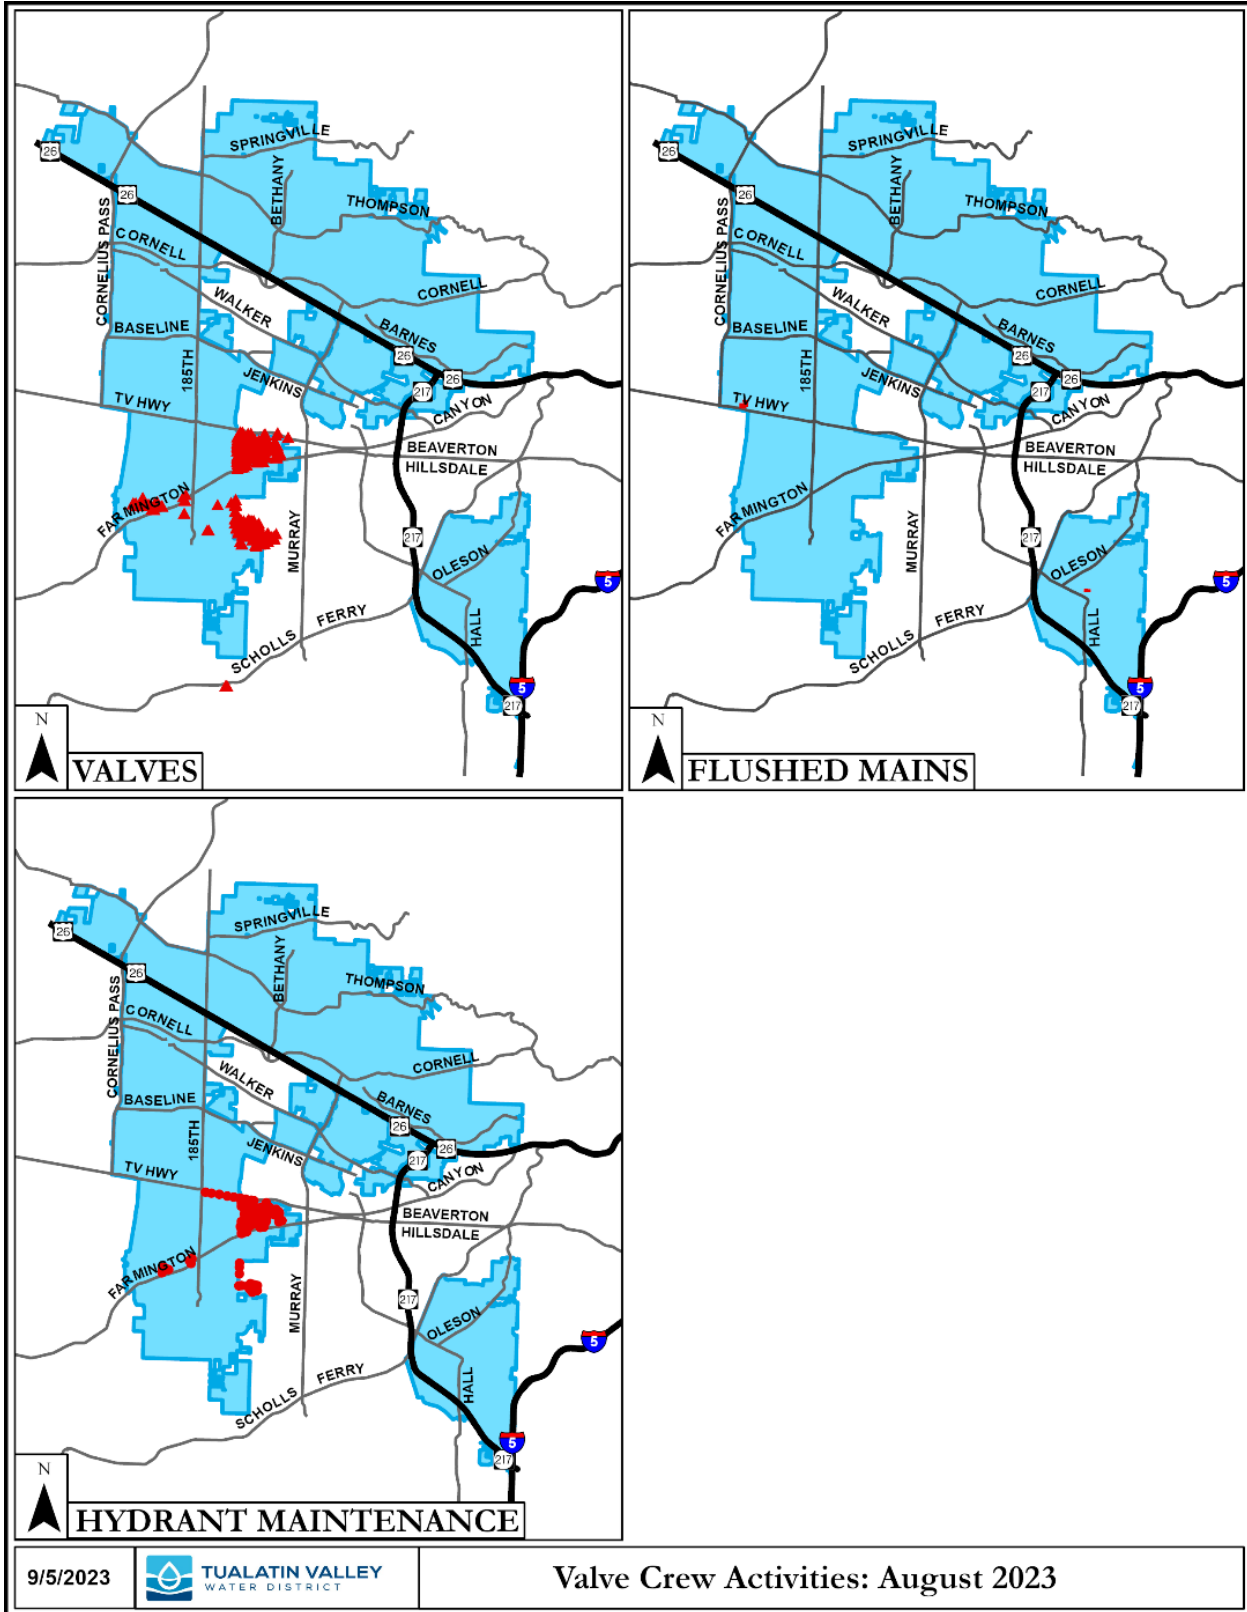 26
SPRINGVILLE
BETHANY
THOMPSON
26
CORNELIUS PASS
CORNELL
CORNELL
WALKER
BARNES
BASELINE
185TH
26
26
JENKINS
217
TV HWY
CANYON
BEAVERTON
HILLSDALE
FARMINGTON
MURRAY
217
OLESON
5
FERRY
HALL
SCHOLLS
5
217
N
VALVES
26
SPRINGVILLE
BETHANY
THOMPSON
26
CORNELIUS PASS
CORNELL
CORNELL
WALKER
BARNES
BASELINE
185TH
26
26
JENKINS
217
TV HWY
CANYON
BEAVERTON
HILLSDALE
FARMINGTON
MURRAY
217
OLESON
5
FERRY
HALL
SCHOLLS
5
217
N
FLUSHED MAINS
26
SPRINGVILLE
BETHANY
THOMPSON
26
CORNELIUS PASS
CORNELL
CORNELL
WALKER
BARNES
BASELINE
185TH
26
26
JENKINS
217
TV HWY
CANYON
BEAVERTON
HILLSDALE
FARMINGTON
MURRAY
217
OLESON
5
FERRY
HALL
SCHOLLS
5
217
N
HYDRANT MAINTENANCE
9/5/2023
TUALATIN VALLEY
WATER DISTRICT
Valve Crew Activities: August 2023